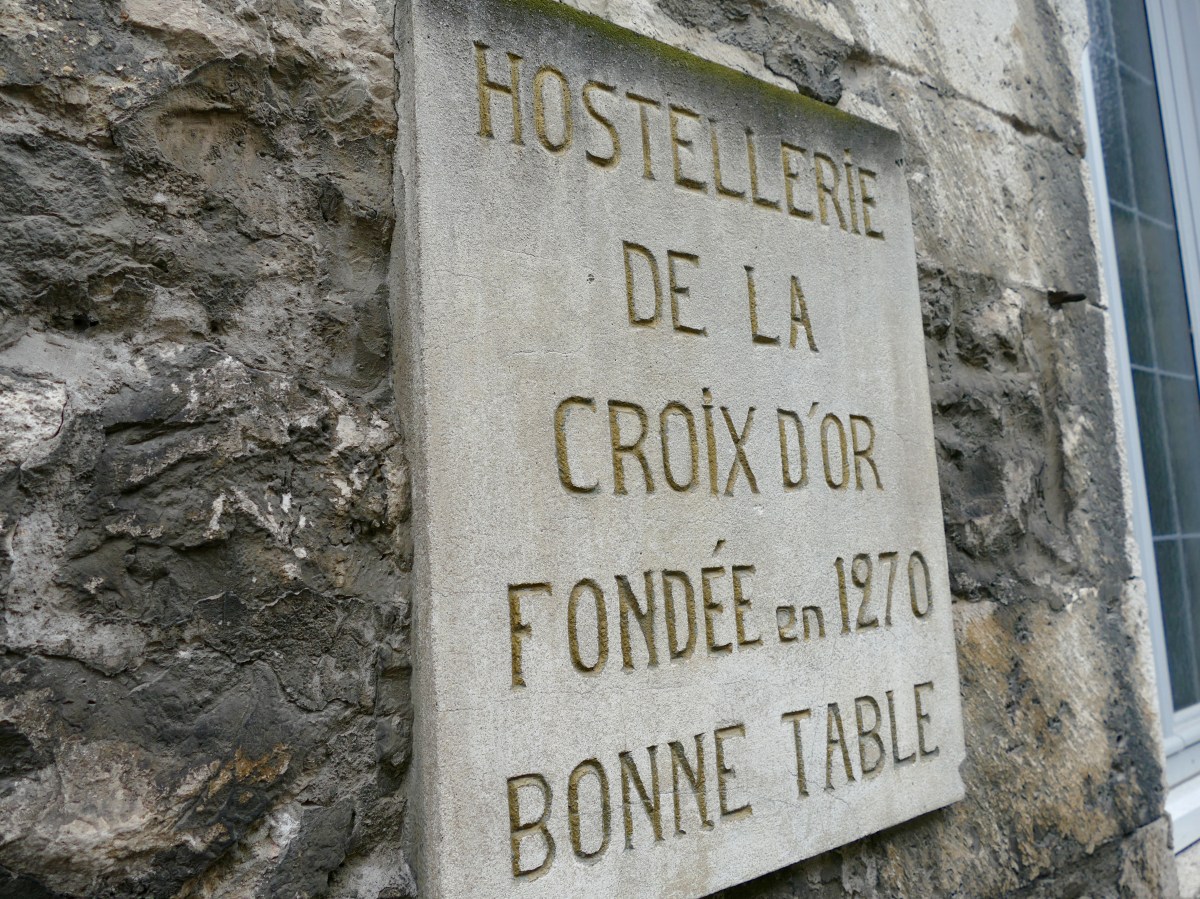 HOSTELLERiE
DE LA
CROiX D'OR
FONDÉE en 1270
BONNE TABLE